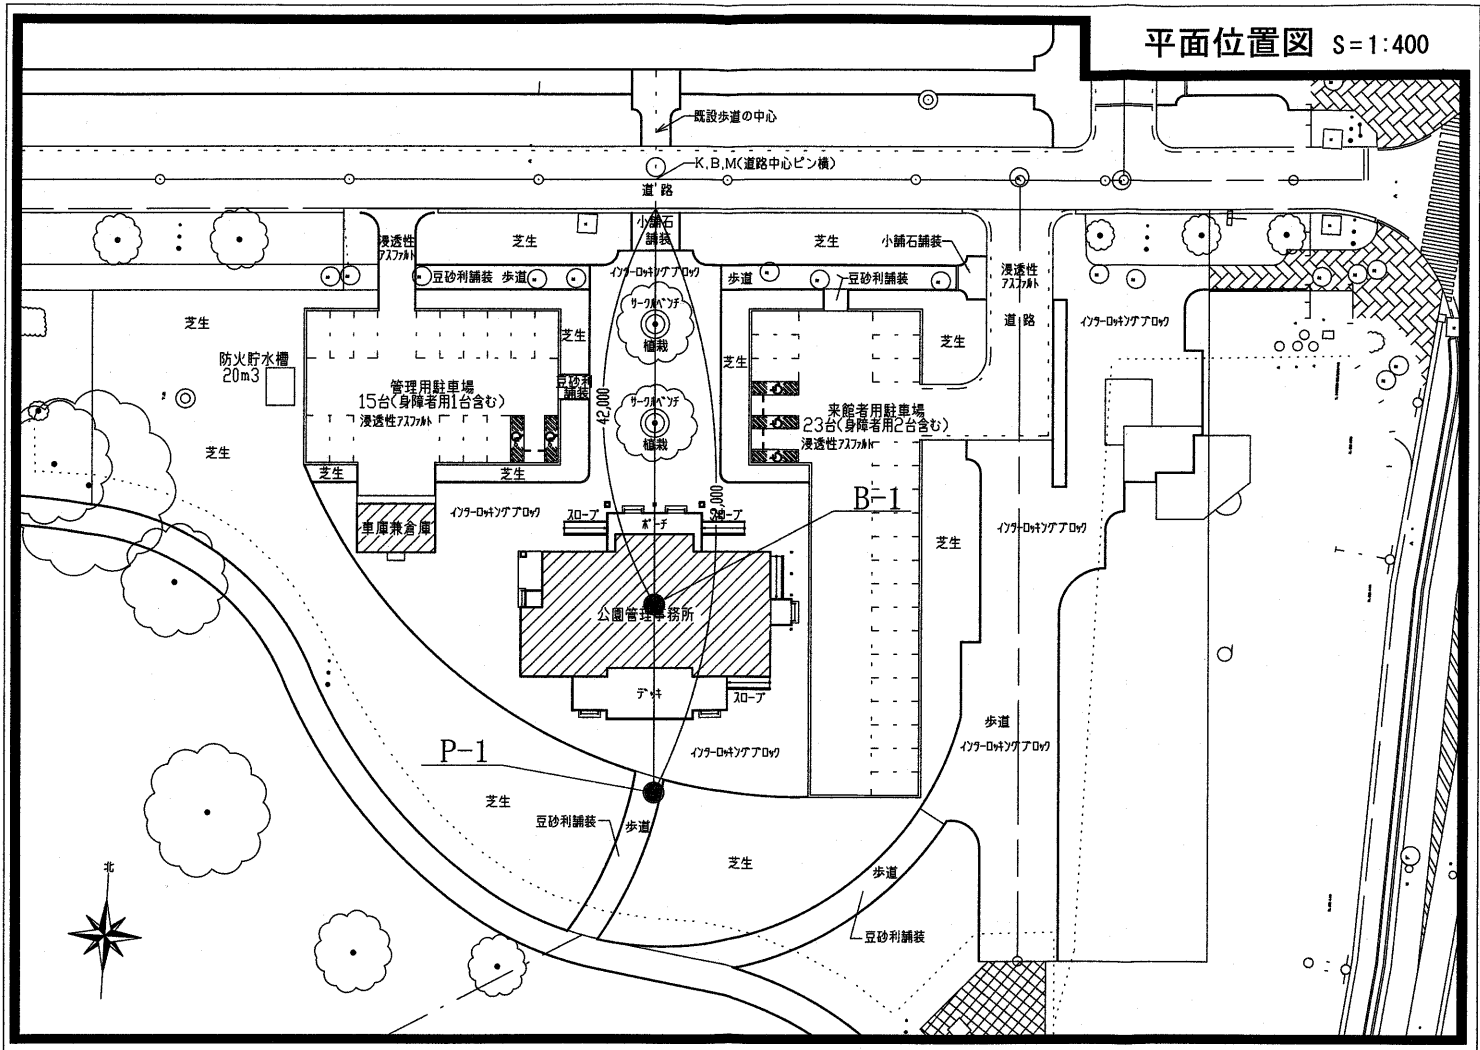 平面位置図 S=1:400
既設歩道の中心
K,B,M(道路中心ピン横)
道 路
小舗石
舗装
浸透性
アスファルト
芝生
芝生
小舗石舗装
浸透性
アスファルト
道 路
インターロッキングブロック
豆砂利舗装 歩道
歩道
豆砂利舗装
インターロッキングブロック
サークルベンチ
植栽
芝生
芝生
芝生
芝生
防火貯水槽
20m3
管理用駐車場
15台(身障者用1台含む)
浸透性アスファルト
豆砂利
舗装
42,000
サークルベンチ
植栽
来館者用駐車場
23台(身障者用2台含む)
浸透性アスファルト
芝生
芝生
芝生
B-1
インターロッキングブロック
スロープ
ポーチ
スロープ
車庫兼倉庫
インターロッキングブロック
芝生
公園管理事務所
デッキ
スロープ
歩道
インターロッキングブロック
P-1
インターロッキングブロック
芝生
豆砂利舗装
歩道
芝生
歩道
豆砂利舗装
北